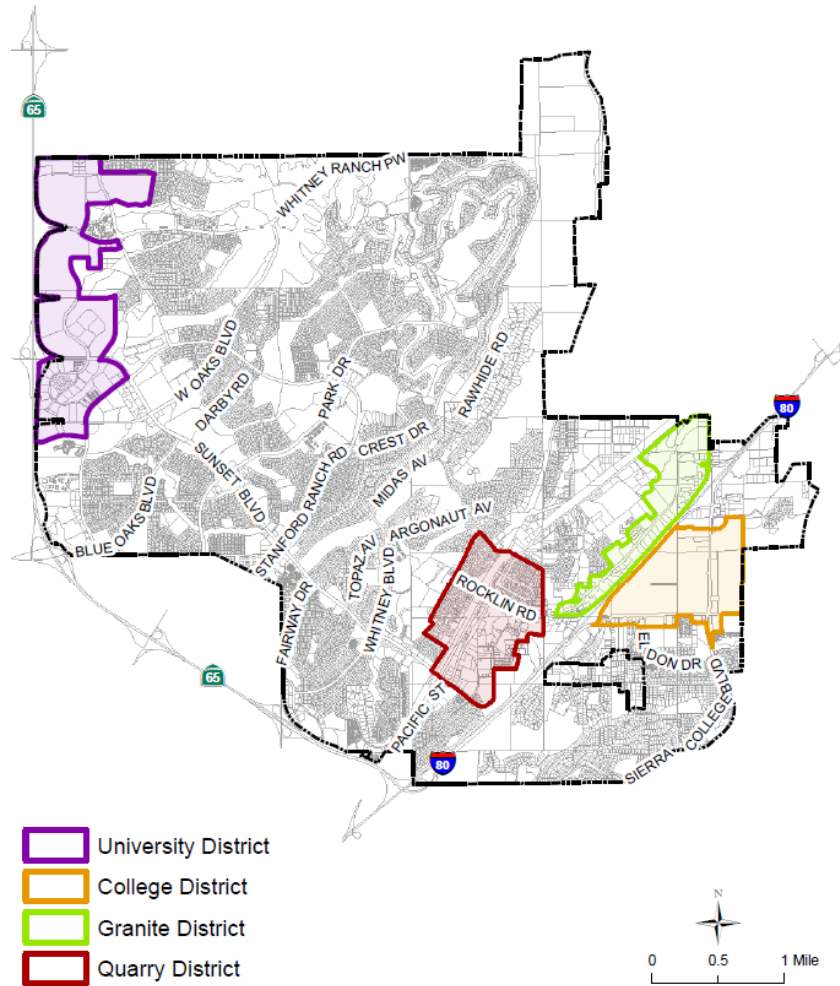 65
WHITNEY RANCH PW
W OAKS BLVD
DARBY RD
PARK DR
RAWHIDE RD
80
SUNSET BLVD
STANFORD RANCH RD
CREST DR
MIDAS AV
BLUE OAKS BLVD
ARGONAUT AV
TOPAZ AV
WHITNEY BLVD
FAIRWAY DR
ROCKLIN RD
EL DON DR
65
PACIFIC ST
80
SIERRA COLLEGE BLVD
University District
College District
Granite District
Quarry District
N
0 0.5 1 Mile